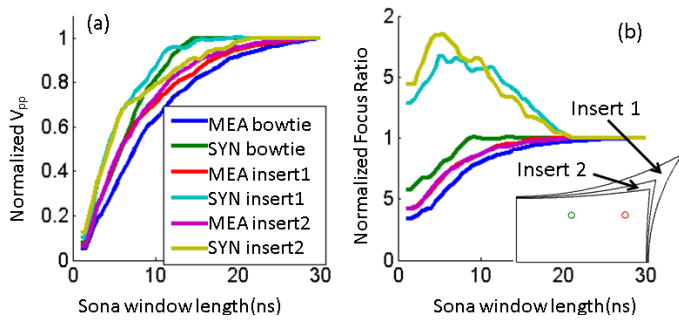 (a)
Normalized Vpp
1
0.8
0.6
0.4
0.2
0
0 10 20 30
Sona window length(ns)
MEA bowtie
SYN bowtie
MEA insert1
SYN insert1
MEA insert2
SYN insert2
(b)
Normalized Focus Ratio
2
5
1
5
0
0 10 20 30
Sona window length(ns)
Insert 1
Insert 2